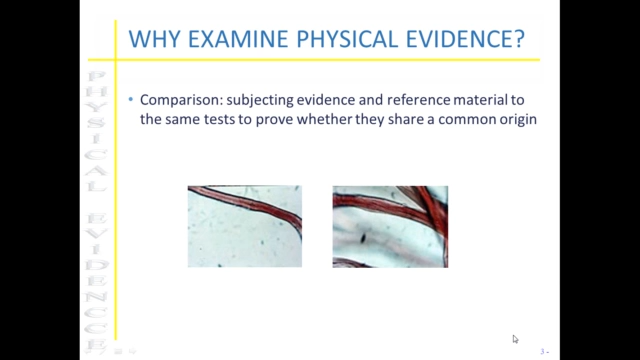 WHY EXAMINE PHYSICAL EVIDENCE?
• Comparison: subjecting evidence and reference material to
the same tests to prove whether they share a common origin
PHYSICAL EVIDENCE
3 -